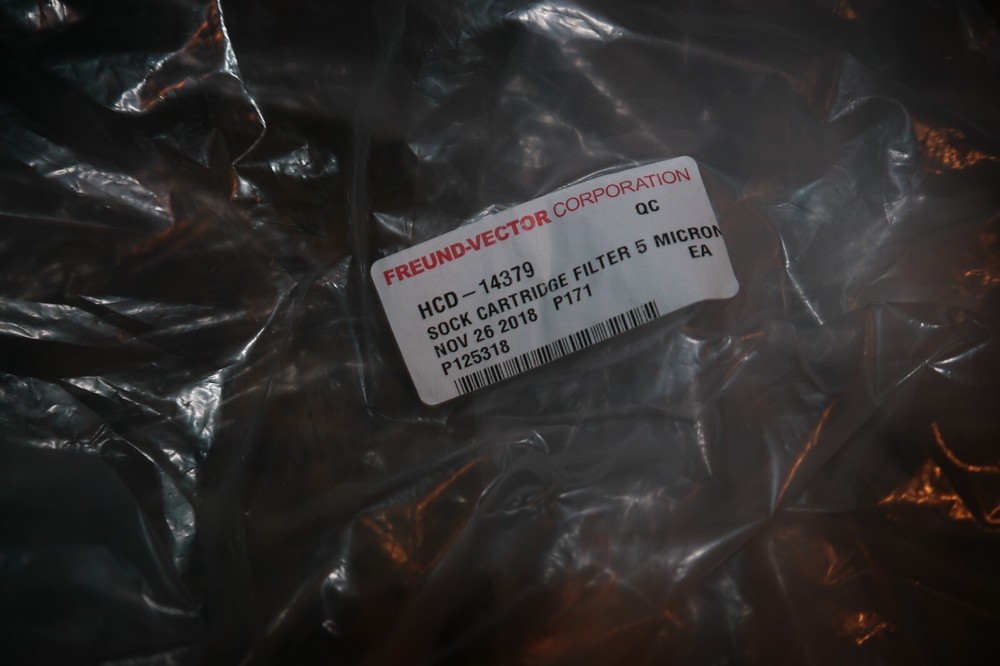 FREUND-VECTOR CORPORATION
QC
HCD-14379
SOCK CARTRIDGE FILTER 5 MICRON
EA
NOV 26 2018 P171
P125318